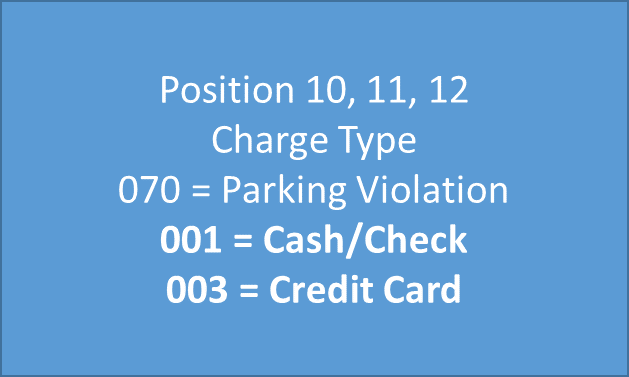 Position 10, 11, 12
Charge Type
070 = Parking Violation
001 = Cash/Check
003 = Credit Card